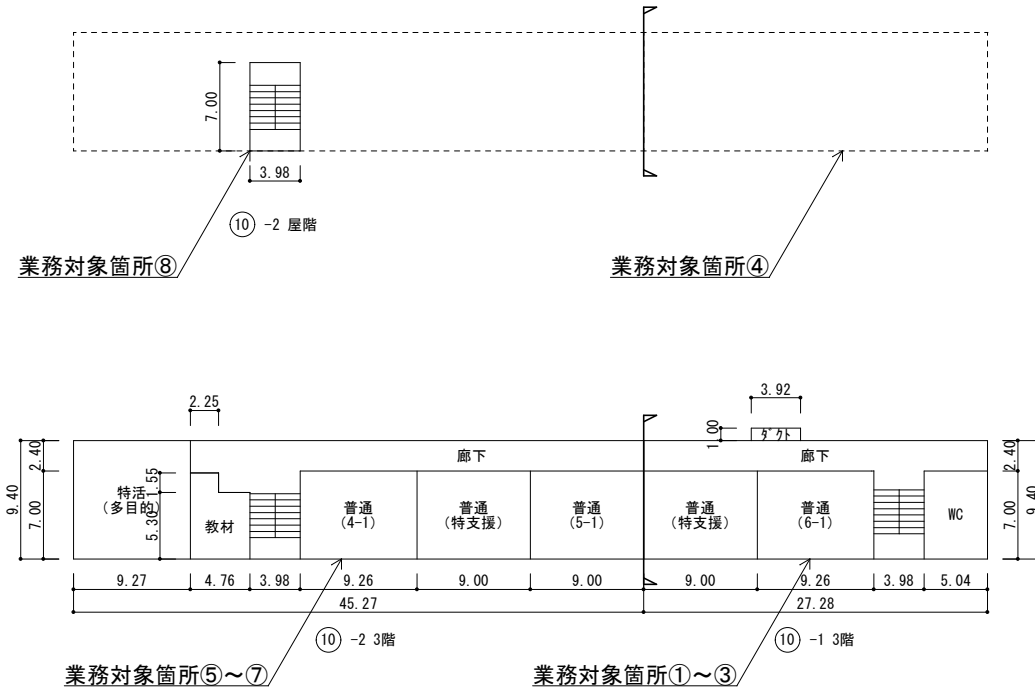 7.00
3.98
⑩ -2 屋階
業務対象箇所⑧
業務対象箇所④
3.92
1.00
ダクト
2.25
廊下
廊下
9.40
2.40
7.00
1.55
5.30
特活
(多目的)
教材
普通
(4-1)
普通
(特支援)
普通
(5-1)
普通
(特支援)
普通
(6-1)
WC
2.40
7.00
9.40
9.27 4.76 3.98 9.26 9.00 9.00 9.00 9.26 3.98 5.04
45.27 27.28
⑩ -2 3階
⑩ -1 3階
業務対象箇所⑤~⑦
業務対象箇所①~③